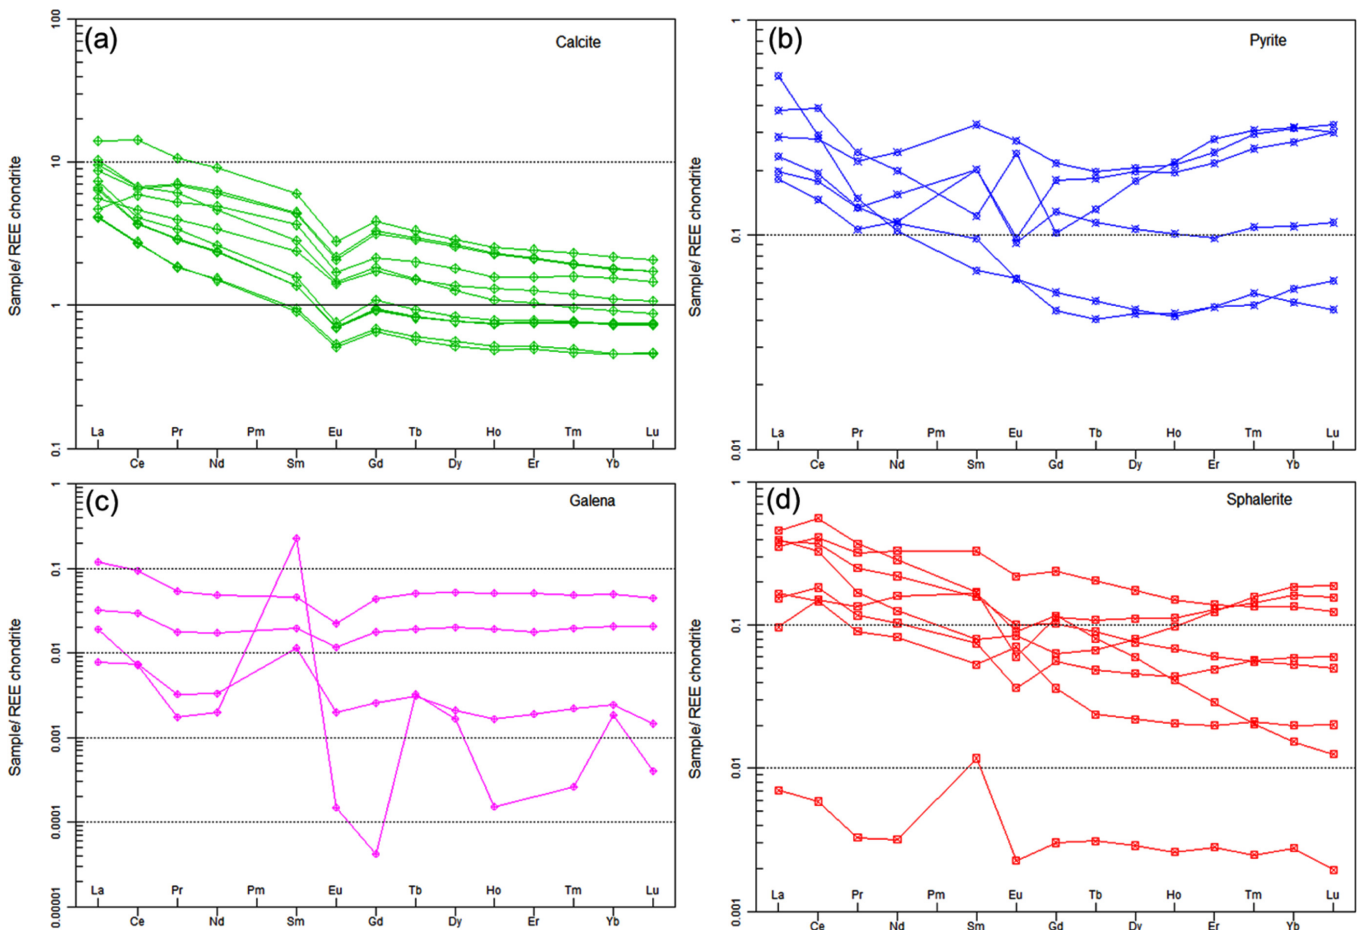 (a)
Calcite
100
10
1
0.1
Sample/ REE chondrite
La Pr Pm Eu Tb Ho Tm Lu
Ce Nd Sm Gd Dy Er Yb
(b)
Pyrite
1
0.1
0.01
Sample/ REE chondrite
La Pr Pm Eu Tb Ho Tm Lu
Ce Nd Sm Gd Dy Er Yb
(c)
Galena
1
0.1
0.01
0.001
0.0001
0.00001
Sample/ REE chondrite
La Pr Pm Eu Tb Ho Tm Lu
Ce Nd Sm Gd Dy Er Yb
(d)
Sphalerite
1
0.1
0.01
0.001
Sample/ REE chondrite
La Pr Pm Eu Tb Ho Tm Lu
Ce Nd Sm Gd Dy Er Yb